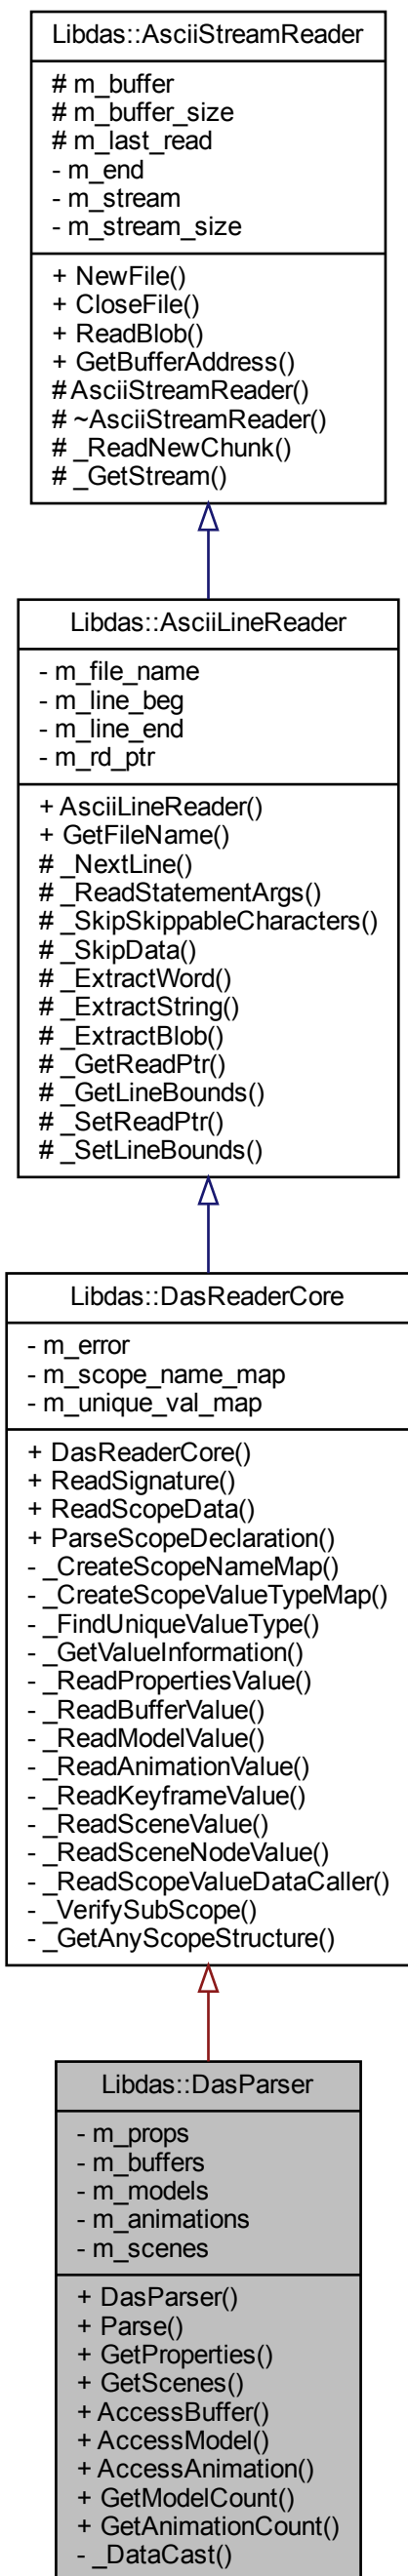 Libdas::AsciiStreamReader
# m_buffer
# m_buffer_size
# m_last_read
- m_end
- m_stream
- m_stream_size
+ NewFile()
+ CloseFile()
+ ReadBlob()
+ GetBufferAddress()
# AsciiStreamReader()
# ~AsciiStreamReader()
# _ReadNewChunk()
# _GetStream()
Libdas::AsciiLineReader
- m_file_name
- m_line_beg
- m_line_end
- m_rd_ptr
+ AsciiLineReader()
+ GetFileName()
# _NextLine()
# _ReadStatementArgs()
# _SkipSkippableCharacters()
# _SkipData()
# _ExtractWord()
# _ExtractString()
# _ExtractBlob()
# _GetReadPtr()
# _GetLineBounds()
# _SetReadPtr()
# _SetLineBounds()
Libdas::DasReaderCore
- m_error
- m_scope_name_map
- m_unique_val_map
+ DasReaderCore()
+ ReadSignature()
+ ReadScopeData()
+ ParseScopeDeclaration()
- _CreateScopeNameMap()
- _CreateScopeValueTypeMap()
- _FindUniqueValueType()
- _GetValueInformation()
- _ReadPropertiesValue()
- _ReadBufferValue()
- _ReadModelValue()
- _ReadAnimationValue()
- _ReadKeyframeValue()
- _ReadSceneValue()
- _ReadSceneNodeValue()
- _ReadScopeValueDataCaller()
- _VerifySubScope()
- _GetAnyScopeStructure()
Libdas::DasParser
- m_props
- m_buffers
- m_models
- m_animations
- m_scenes
+ DasParser()
+ Parse()
+ GetProperties()
+ GetScenes()
+ AccessBuffer()
+ AccessModel()
+ AccessAnimation()
+ GetModelCount()
+ GetAnimationCount()
- _DataCast()